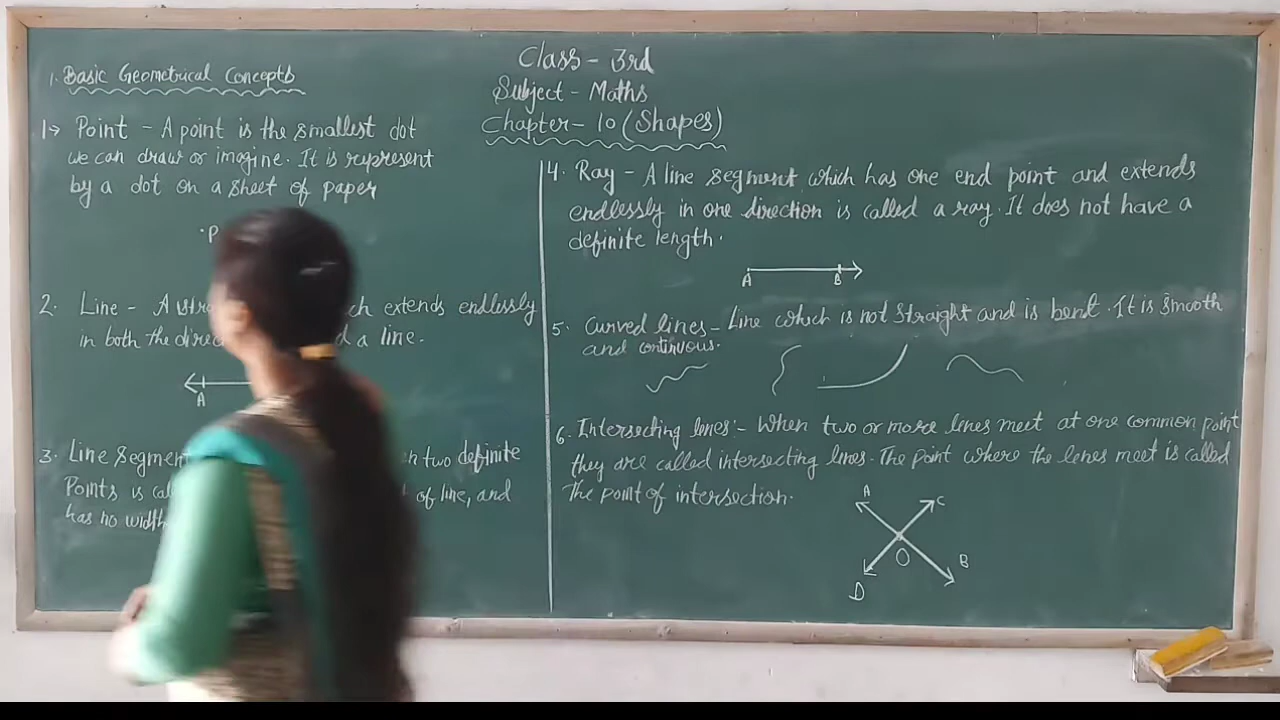 Class - 3rd
Subject - Maths
Chapter - 10 (Shapes)
1. Basic Geometrical Concepts
1→ Point - A point is the smallest dot
we can draw or imagine. It is represent
by a dot on a sheet of paper
.P
2. Line - A extends endlessly
in both the a line.
A
3. Line two definite
Points is of line, and
has no width
4. Ray - A line segment which has one end point and extends
endlessly in one direction is called a ray. It does not have a
definite length.
A B
5. Curved lines - Line which is not straight and is bent. It is smooth
and continuous.
6. Intersecting lenes:- When two or more lenes meet at one common point
they are called intersecting lines. The point where the lenes meet is called
the point of intersection.
A C
O B
D